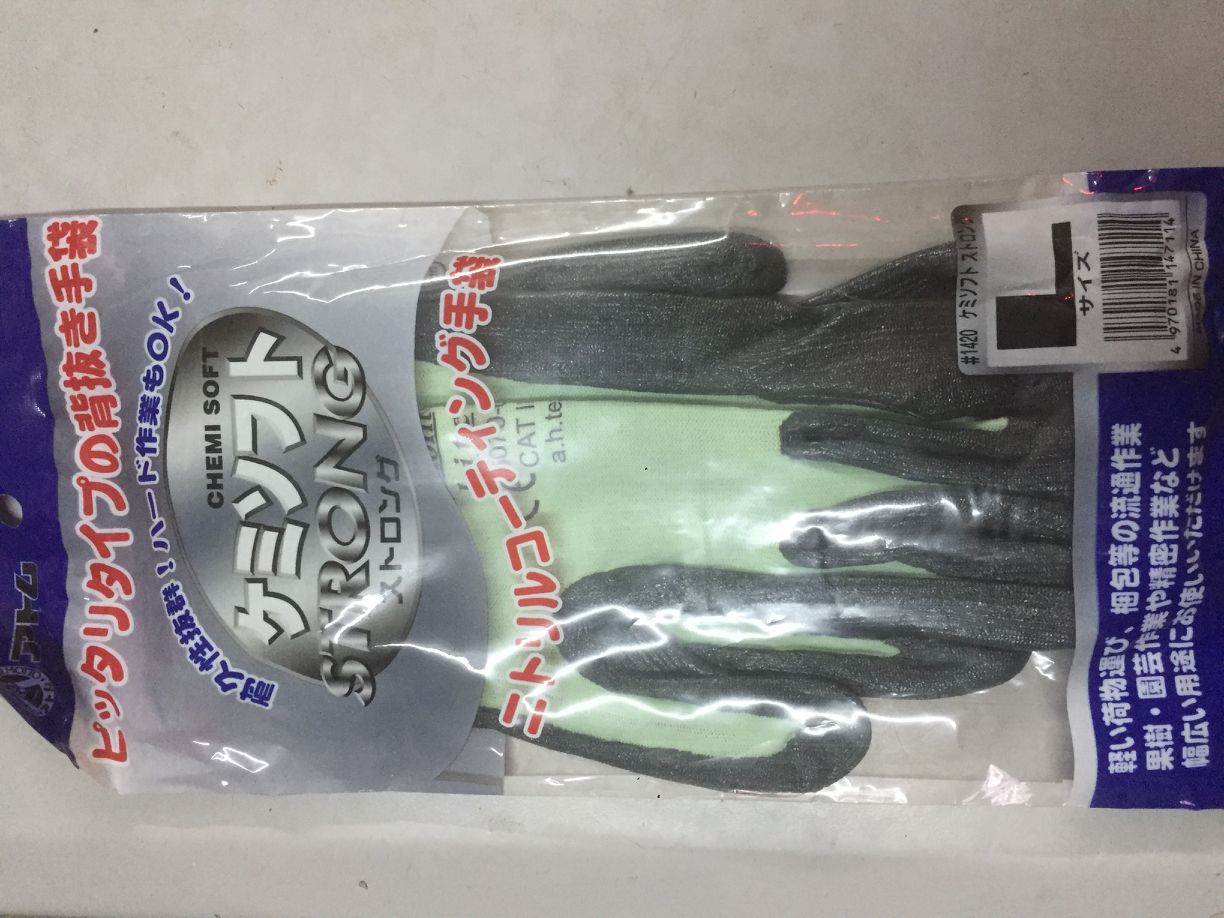 アトム
ピッタリタイプの背抜き手袋
耐久性抜群!ハード作業もOK!
CHEMI SOFT
ケミソフト
STRONG
ストロング
ニトリルコーティング手袋
CAT I
a.h.te
#1420 ケミソフト ストロング
L
サイズ
4 970181 147114
MADE IN CHINA
軽い荷物運び、梱包等の流通作業
果樹・園芸作業や精密作業など
幅広い用途にお使いいただけます